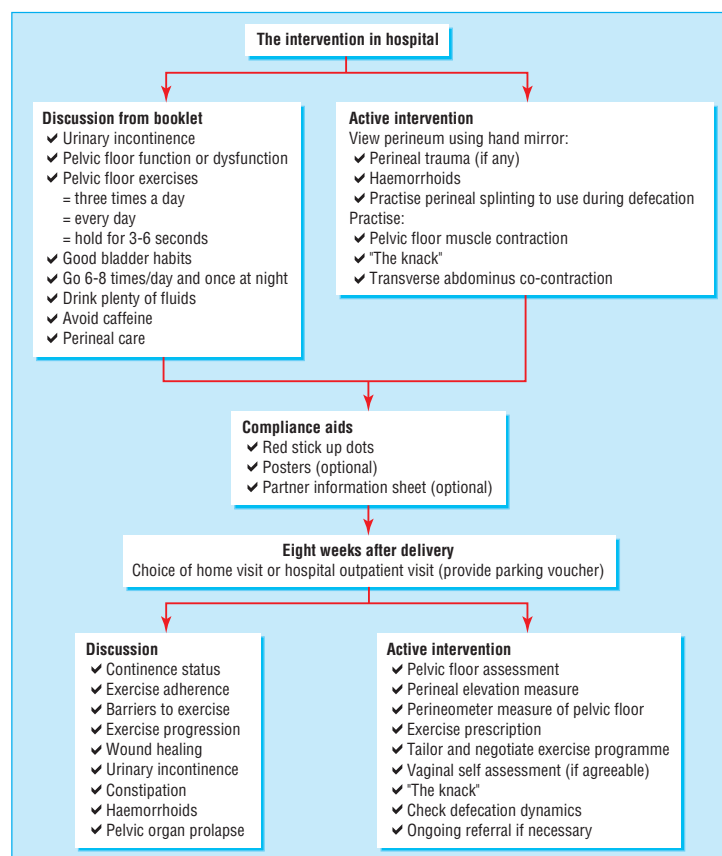 The intervention in hospital
Discussion from booklet
✔ Urinary incontinence
✔ Pelvic floor function or dysfunction
✔ Pelvic floor exercises
= three times a day
= every day
= hold for 3-6 seconds
✔ Good bladder habits
✔ Go 6-8 times/day and once at night
✔ Drink plenty of fluids
✔ Avoid caffeine
✔ Perineal care
Active intervention
View perineum using hand mirror:
✔ Perineal trauma (if any)
✔ Haemorrhoids
✔ Practise perineal splinting to use during defecation
Practise:
✔ Pelvic floor muscle contraction
✔ "The knack"
✔ Transverse abdominus co-contraction
Compliance aids
✔ Red stick up dots
✔ Posters (optional)
✔ Partner information sheet (optional)
Eight weeks after delivery
Choice of home visit or hospital outpatient visit (provide parking voucher)
Discussion
✔ Continence status
✔ Exercise adherence
✔ Barriers to exercise
✔ Exercise progression
✔ Wound healing
✔ Urinary incontinence
✔ Constipation
✔ Haemorrhoids
✔ Pelvic organ prolapse
Active intervention
✔ Pelvic floor assessment
✔ Perineal elevation measure
✔ Perineometer measure of pelvic floor
✔ Exercise prescription
✔ Tailor and negotiate exercise programme
✔ Vaginal self assessment (if agreeable)
✔ "The knack"
✔ Check defecation dynamics
✔ Ongoing referral if necessary